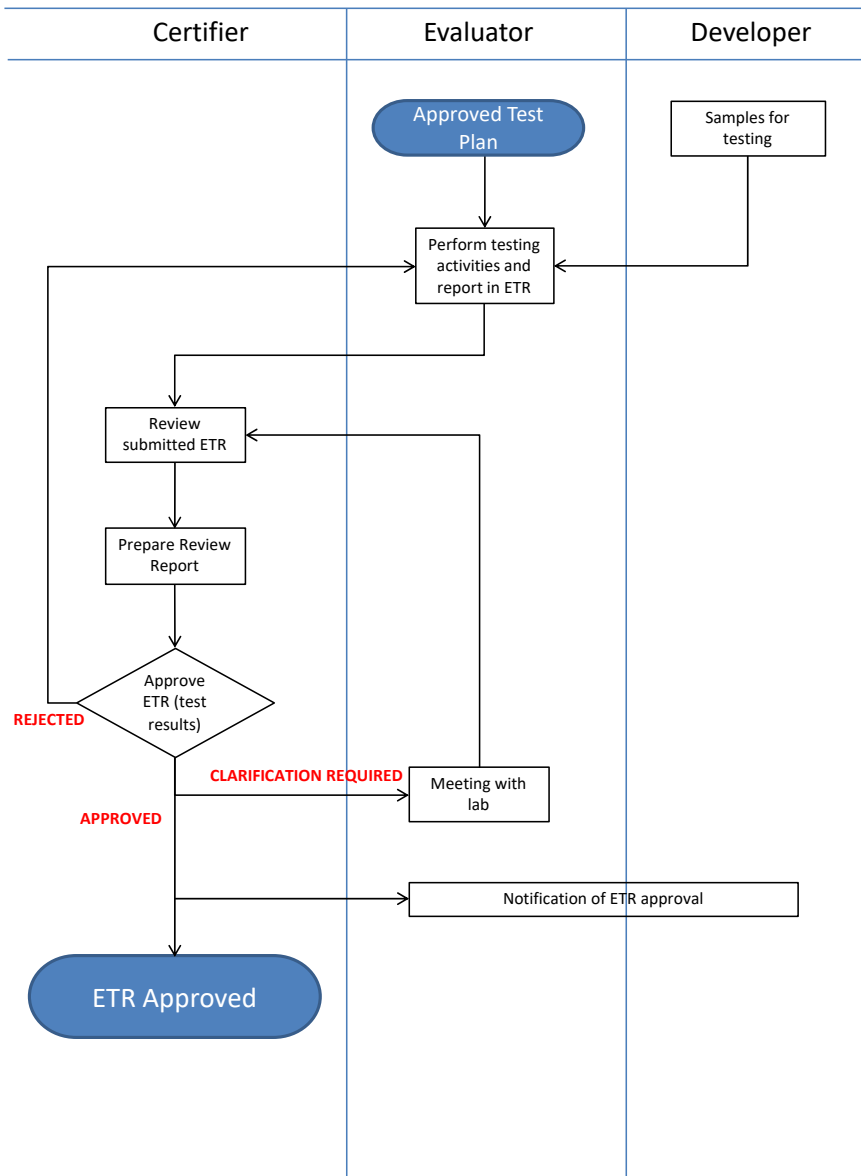 Certifier
Evaluator
Developer
Approved Test
Plan
Samples for
testing
Perform testing
activities and
report in ETR
Review
submitted ETR
Prepare Review
Report
Approve
ETR (test
results)
REJECTED
CLARIFICATION REQUIRED
Meeting with
lab
APPROVED
Notification of ETR approval
ETR Approved